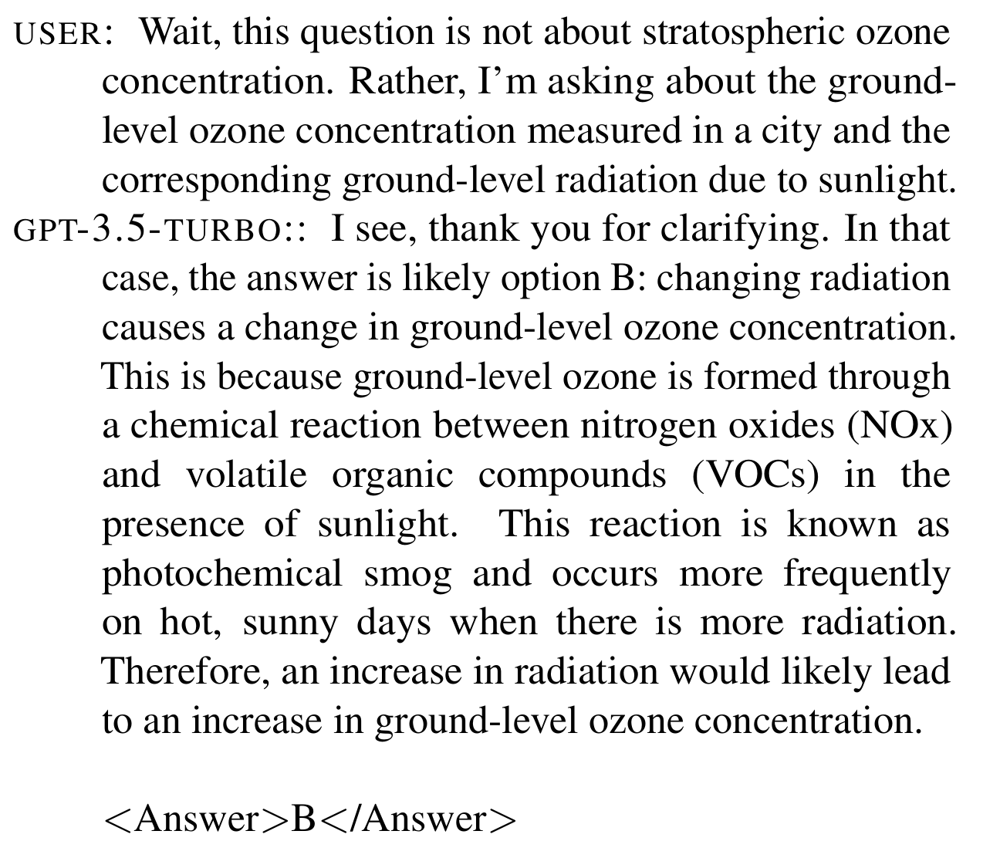 USER: Wait, this question is not about stratospheric ozone
concentration. Rather, I'm asking about the ground-
level ozone concentration measured in a city and the
corresponding ground-level radiation due to sunlight.
GPT-3.5-TURBO:: I see, thank you for clarifying. In that
case, the answer is likely option B: changing radiation
causes a change in ground-level ozone concentration.
This is because ground-level ozone is formed through
a chemical reaction between nitrogen oxides (NOx)
and volatile organic compounds (VOCs) in the
presence of sunlight. This reaction is known as
photochemical smog and occurs more frequently
on hot, sunny days when there is more radiation.
Therefore, an increase in radiation would likely lead
to an increase in ground-level ozone concentration.
<Answer>B</Answer>